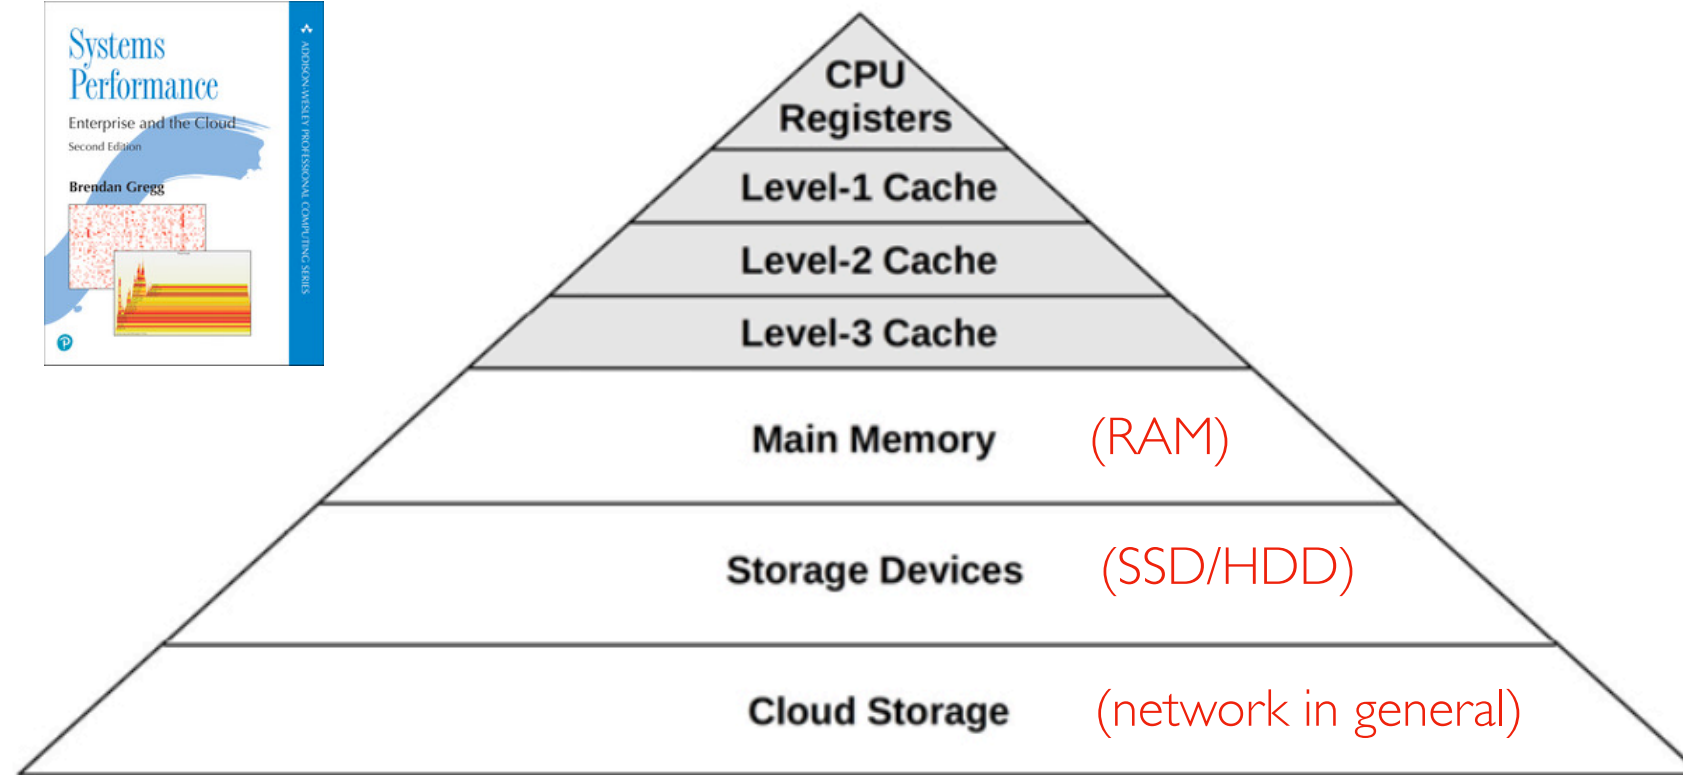 Systems
Performance
Enterprise and the Cloud
Second Edition
Brendan Gregg
ADDISON-WESLEY PROFESSIONAL COMPUTING SERIES
P
CPU
Registers
Level-1 Cache
Level-2 Cache
Level-3 Cache
Main Memory (RAM)
Storage Devices (SSD/HDD)
Cloud Storage (network in general)